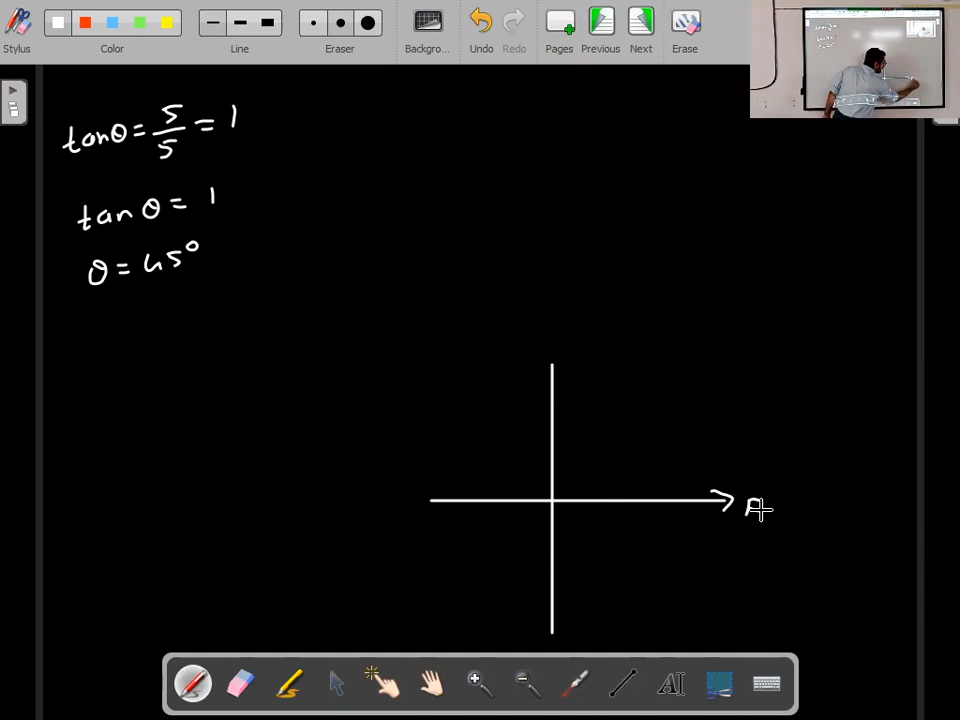 Stylus Color Line Eraser Backgro... Undo Redo Pages Previous Next Erase
tanθ = 5/5 = 1
tan θ = 1
θ = 45°